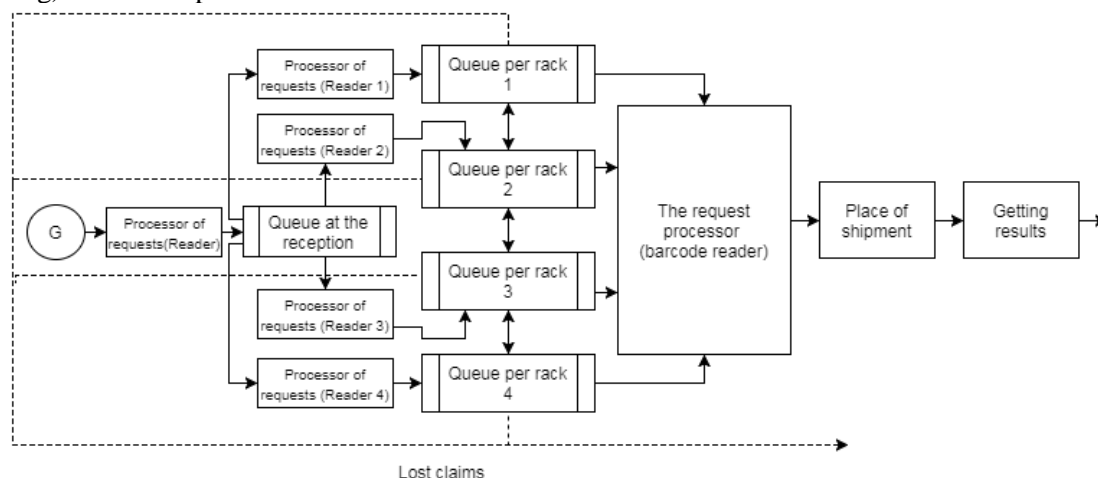 Processor of
requests (Reader 1)
Queue per rack
1
Processor of
requests (Reader 2)
Queue per rack
2
G
Processor of
requests(Reader)
Queue at the
reception
The request
processor
(barcode reader)
Place of
shipment
Getting
results
Queue per rack
3
Processor of
requests (Reader 3)
Processor of
requests (Reader 4)
Queue per rack
4
Lost claims